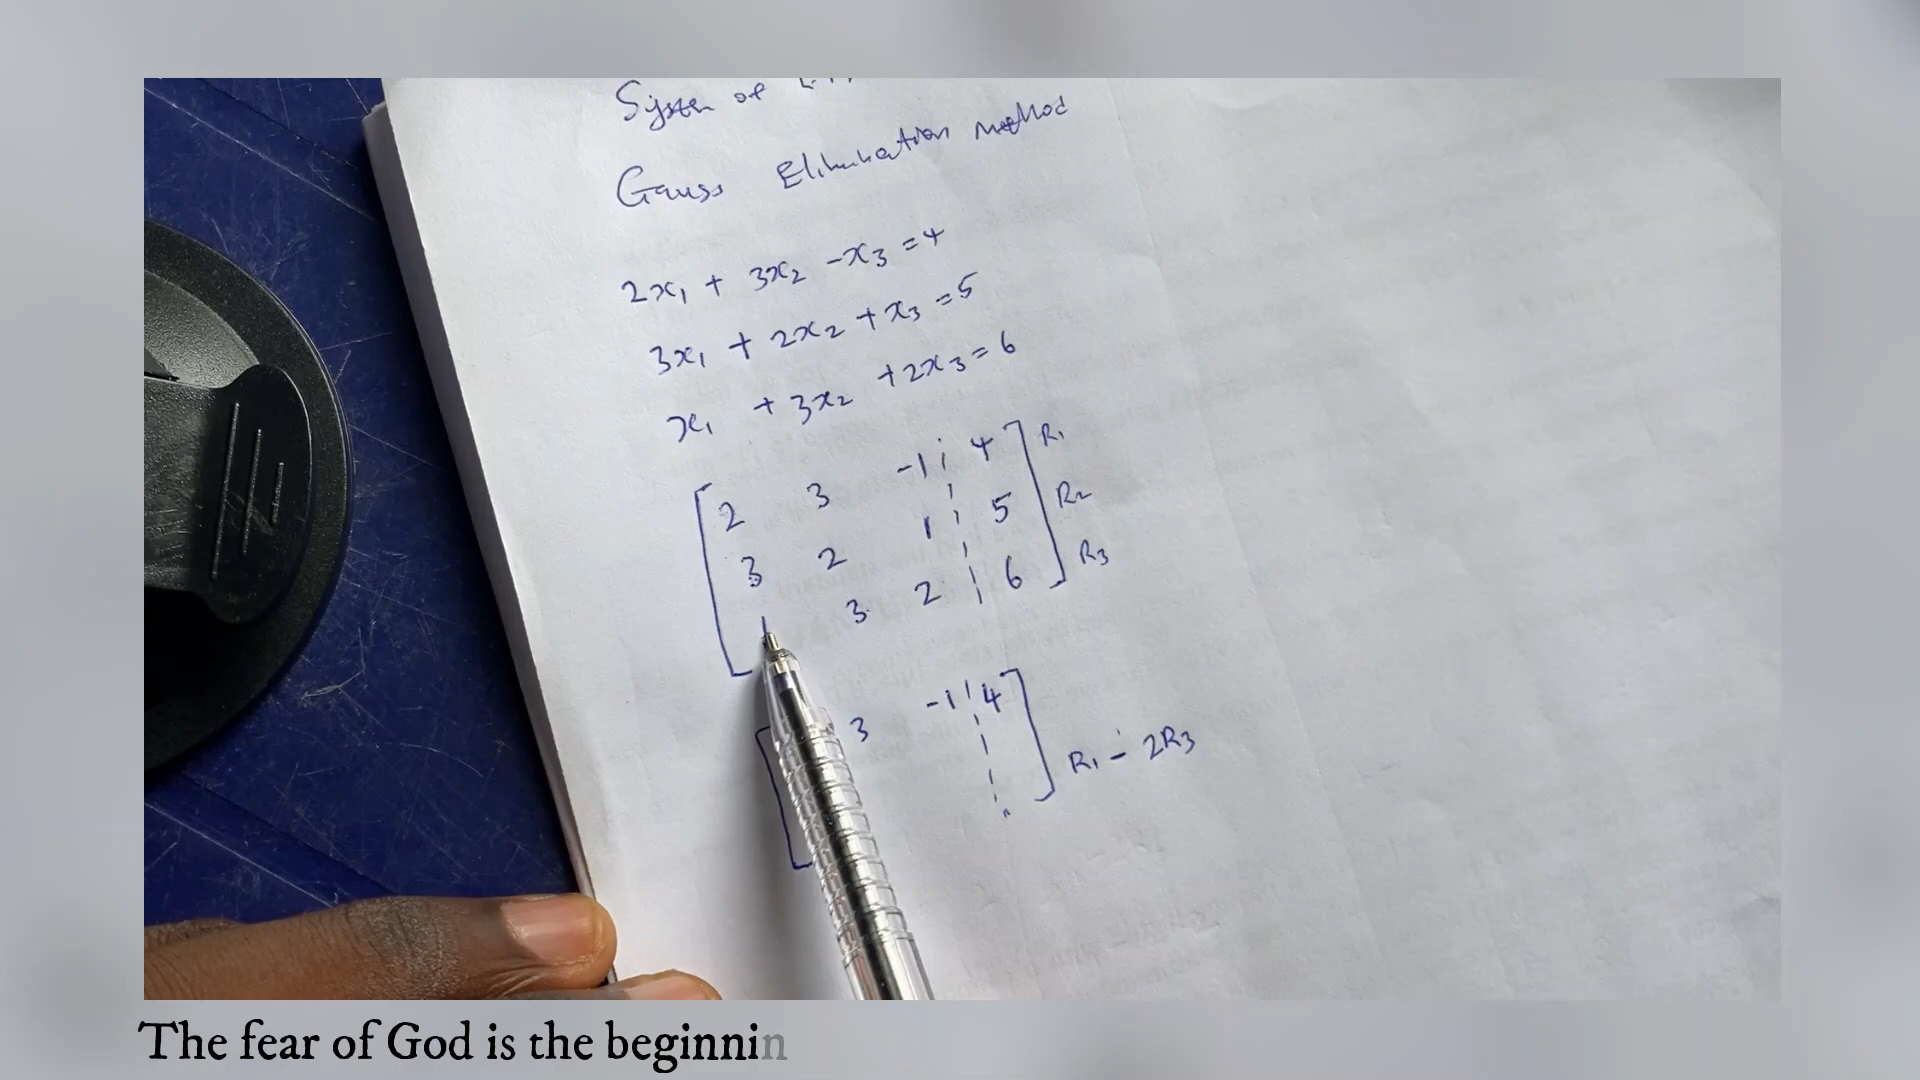 System of
Gauss Elimination method
2x₁ + 3x₂ -x₃ = 4
3x₁ + 2x₂ + x₃ = 5
x₁ + 3x₂ + 2x₃ = 6
2 3 -1 | 4 R₁
3 2 1 | 5 R₂
1 3 2 | 6 R₃
3 -1 | 4
R₁ - 2R₃
The fear of God is the beginnin